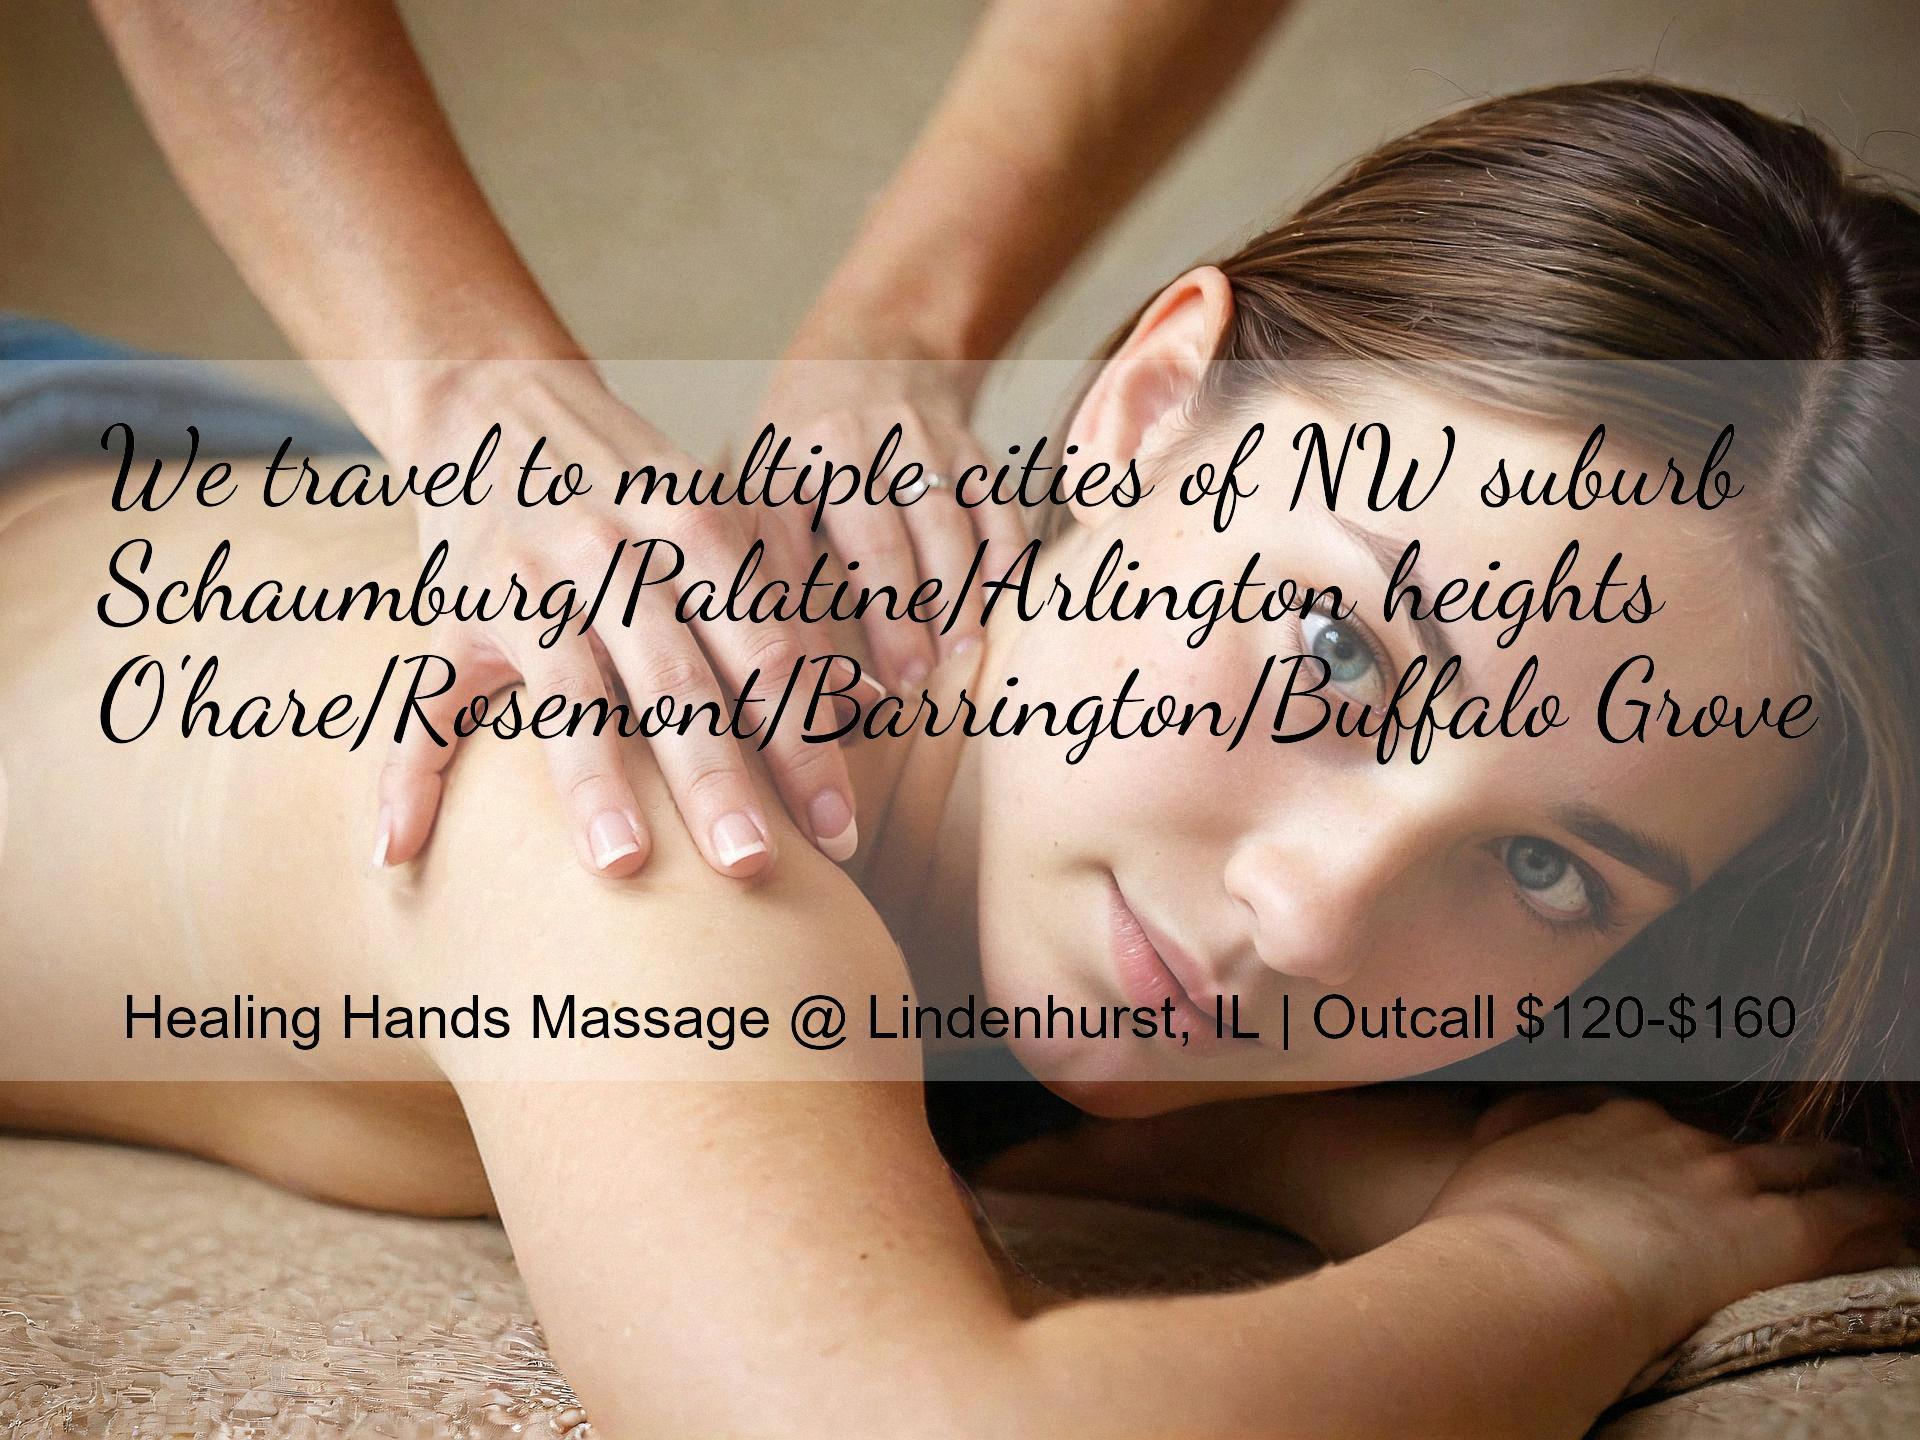 We travel to multiple cities of NW suburb
Schaumburg/Palatine/Arlington heights
O'hare/Rosemont/Barrington/Buffalo Grove
Healing Hands Massage @ Lindenhurst, IL | Outcall $120-$160